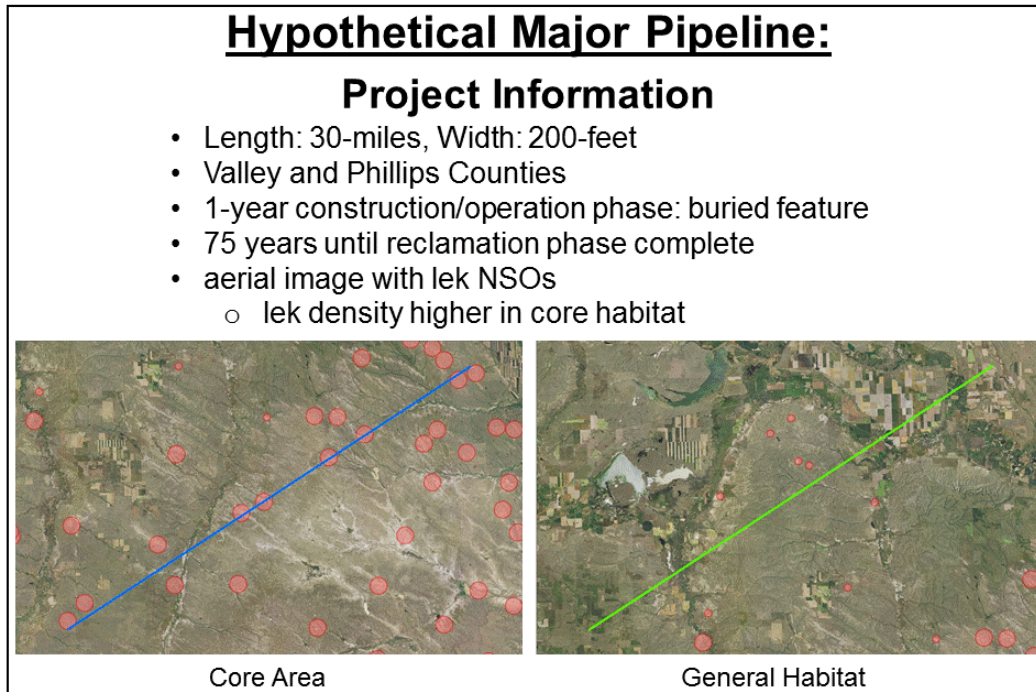 Hypothetical Major Pipeline:
Project Information
• Length: 30-miles, Width: 200-feet
• Valley and Phillips Counties
• 1-year construction/operation phase: buried feature
• 75 years until reclamation phase complete
• aerial image with lek NSOs
o lek density higher in core habitat
Core Area
General Habitat